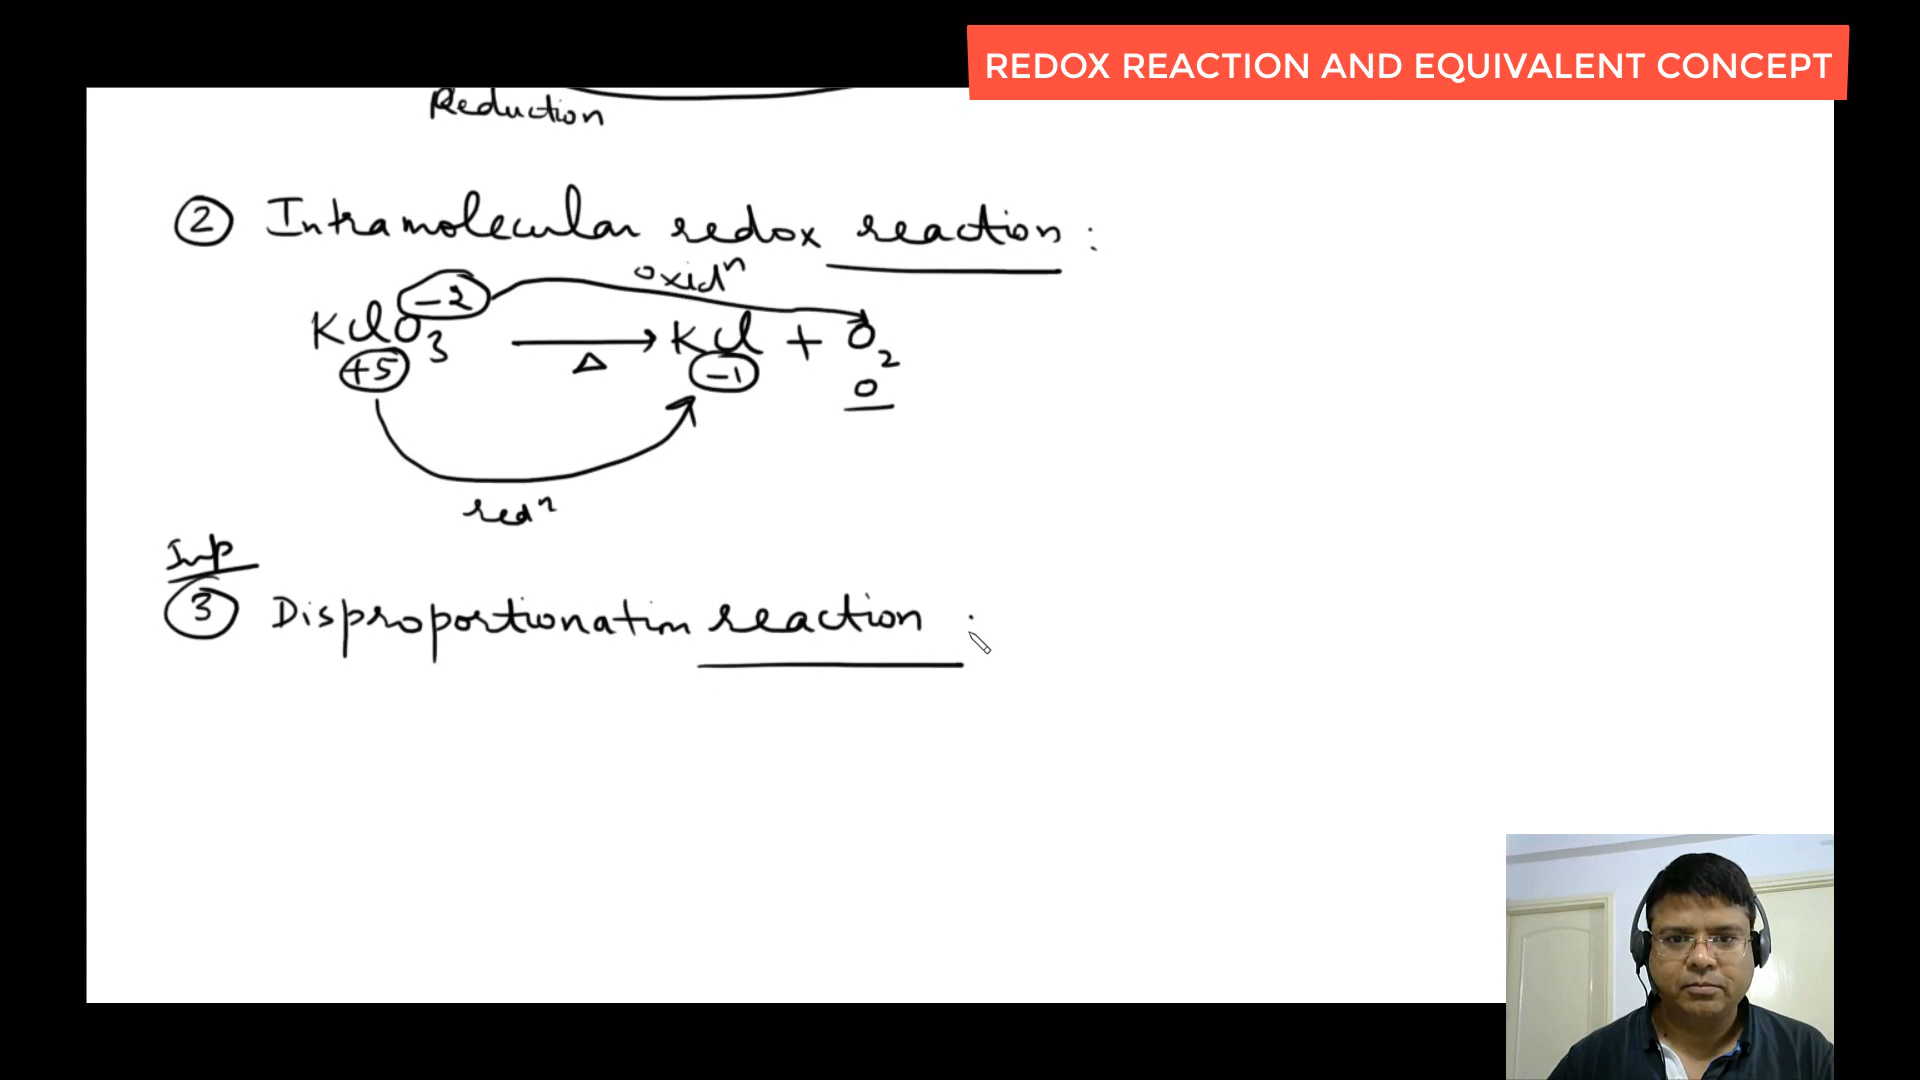 REDOX REACTION AND EQUIVALENT CONCEPT
Reduction
② Intramolecular redox reaction :
oxidⁿ
-2
KClO₃ → KCl + O₂
Δ
+5 -1 0
redⁿ
Imp
③ Disproportionation reaction :